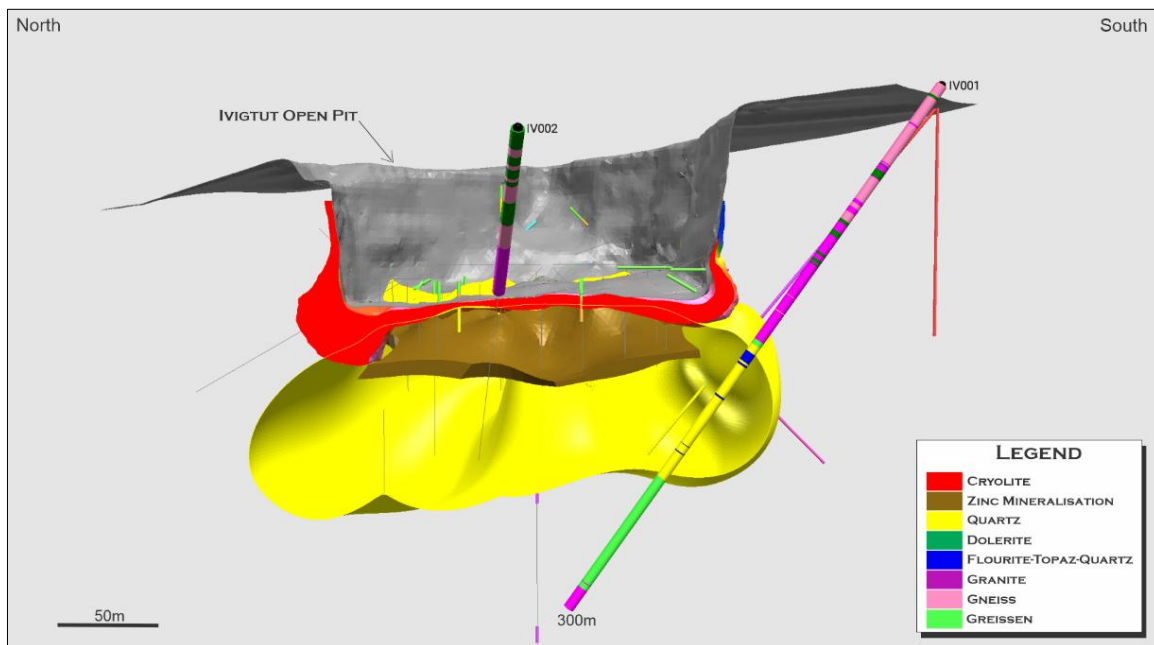 North
South
IVIGTUT OPEN PIT
IV002
IV001
50m
300m
LEGEND
CRYOLITE
ZINC MINERALISATION
QUARTZ
DOLERITE
FLOURITE-TOPAZ-QUARTZ
GRANITE
GNEISS
GREISSEN